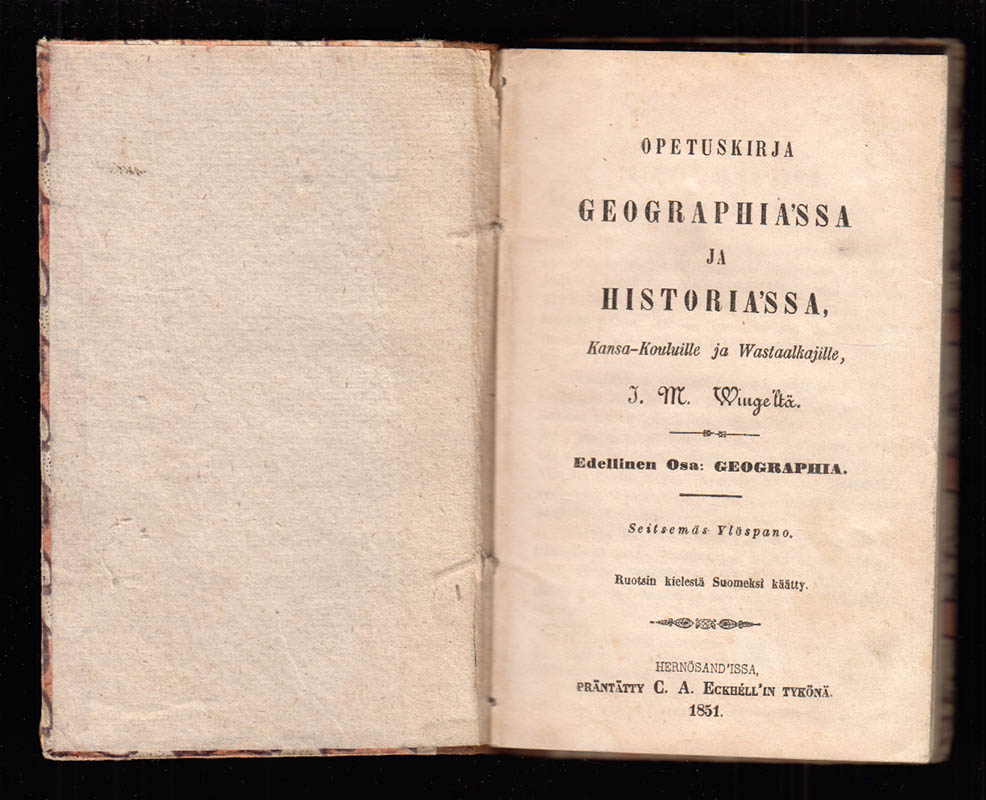 OPETUSKIRJA
GEOGRAPHIA'SSA
JA
HISTORIA'SSA,
Kansa-Kouluille ja Wastaalkajille,
J. M. Winge'ltä.
Edellinen Osa: GEOGRAPHIA.
Seitsemäs Ylöspano.
Ruotsin kielestä Suomeksi käätty.
HERNÖSAND'ISSA,
PRÄNTÄTTY C. A. ECKHÉLL'IN TYKÖNÄ.
1851.